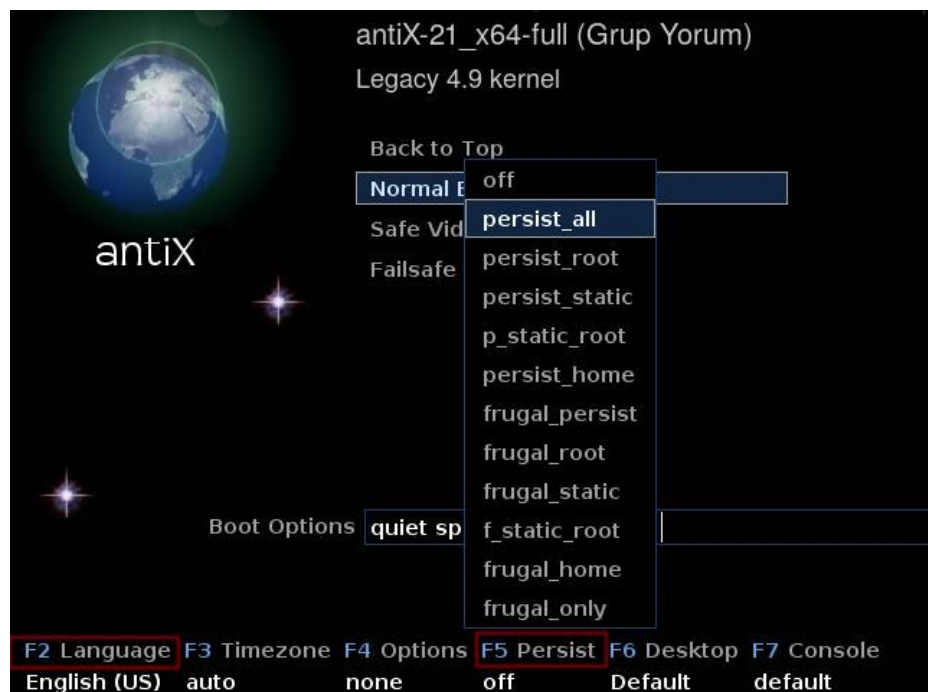 antiX-21_x64-full (Grup Yorum)
Legacy 4.9 kernel
antiX
Back to Top
Normal
Safe Vid
Failsafe
off
persist_all
persist_root
persist_static
p_static_root
persist_home
frugal_persist
frugal_root
frugal_static
f_static_root
frugal_home
frugal_only
Boot Options quiet sp
F2 Language F3 Timezone F4 Options F5 Persist F6 Desktop F7 Console
English (US) auto none off Default default